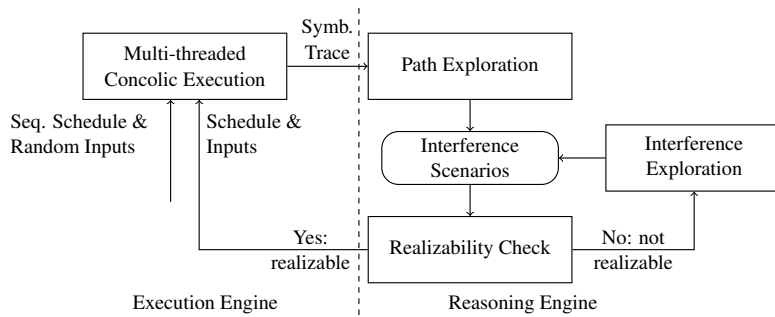 Symb.
Trace
Multi-threaded
Concolic Execution
Path Exploration
Seq. Schedule &
Random Inputs
Schedule &
Inputs
Interference
Scenarios
Interference
Exploration
Yes:
realizable
Realizability Check
No: not
realizable
Execution Engine
Reasoning Engine